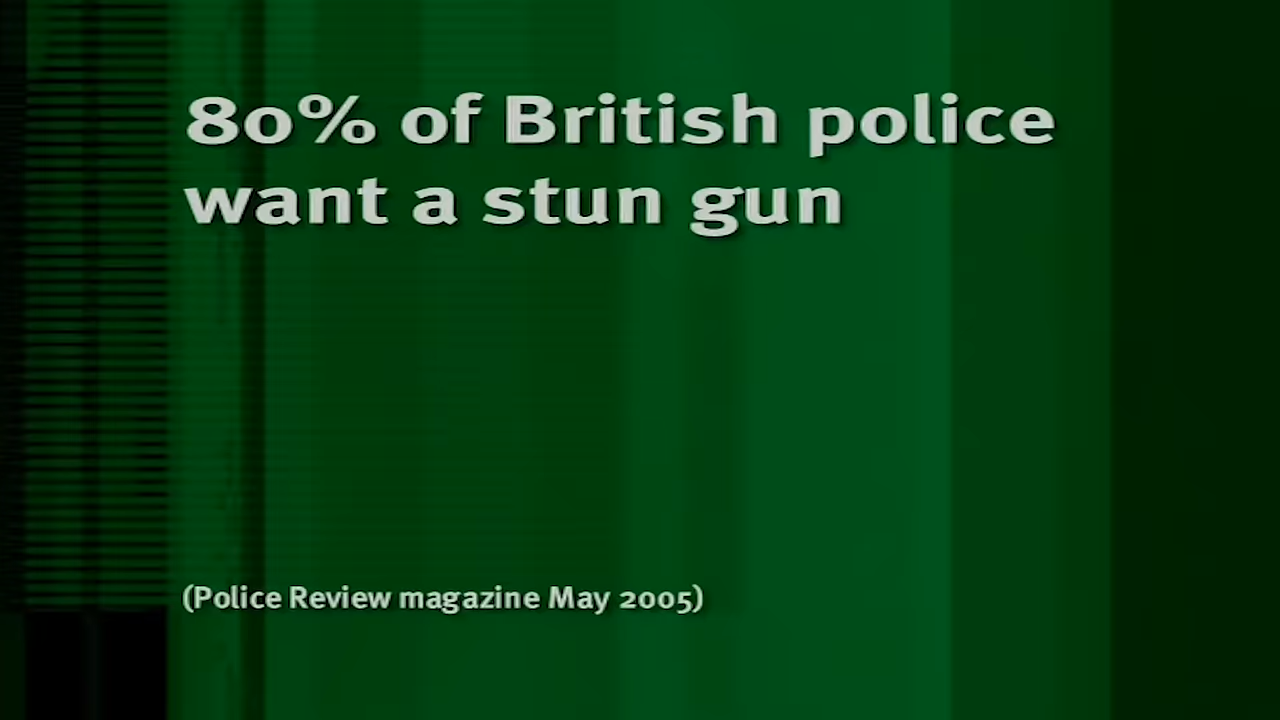 80% of British police
want a stun gun
(Police Review magazine May 2005)